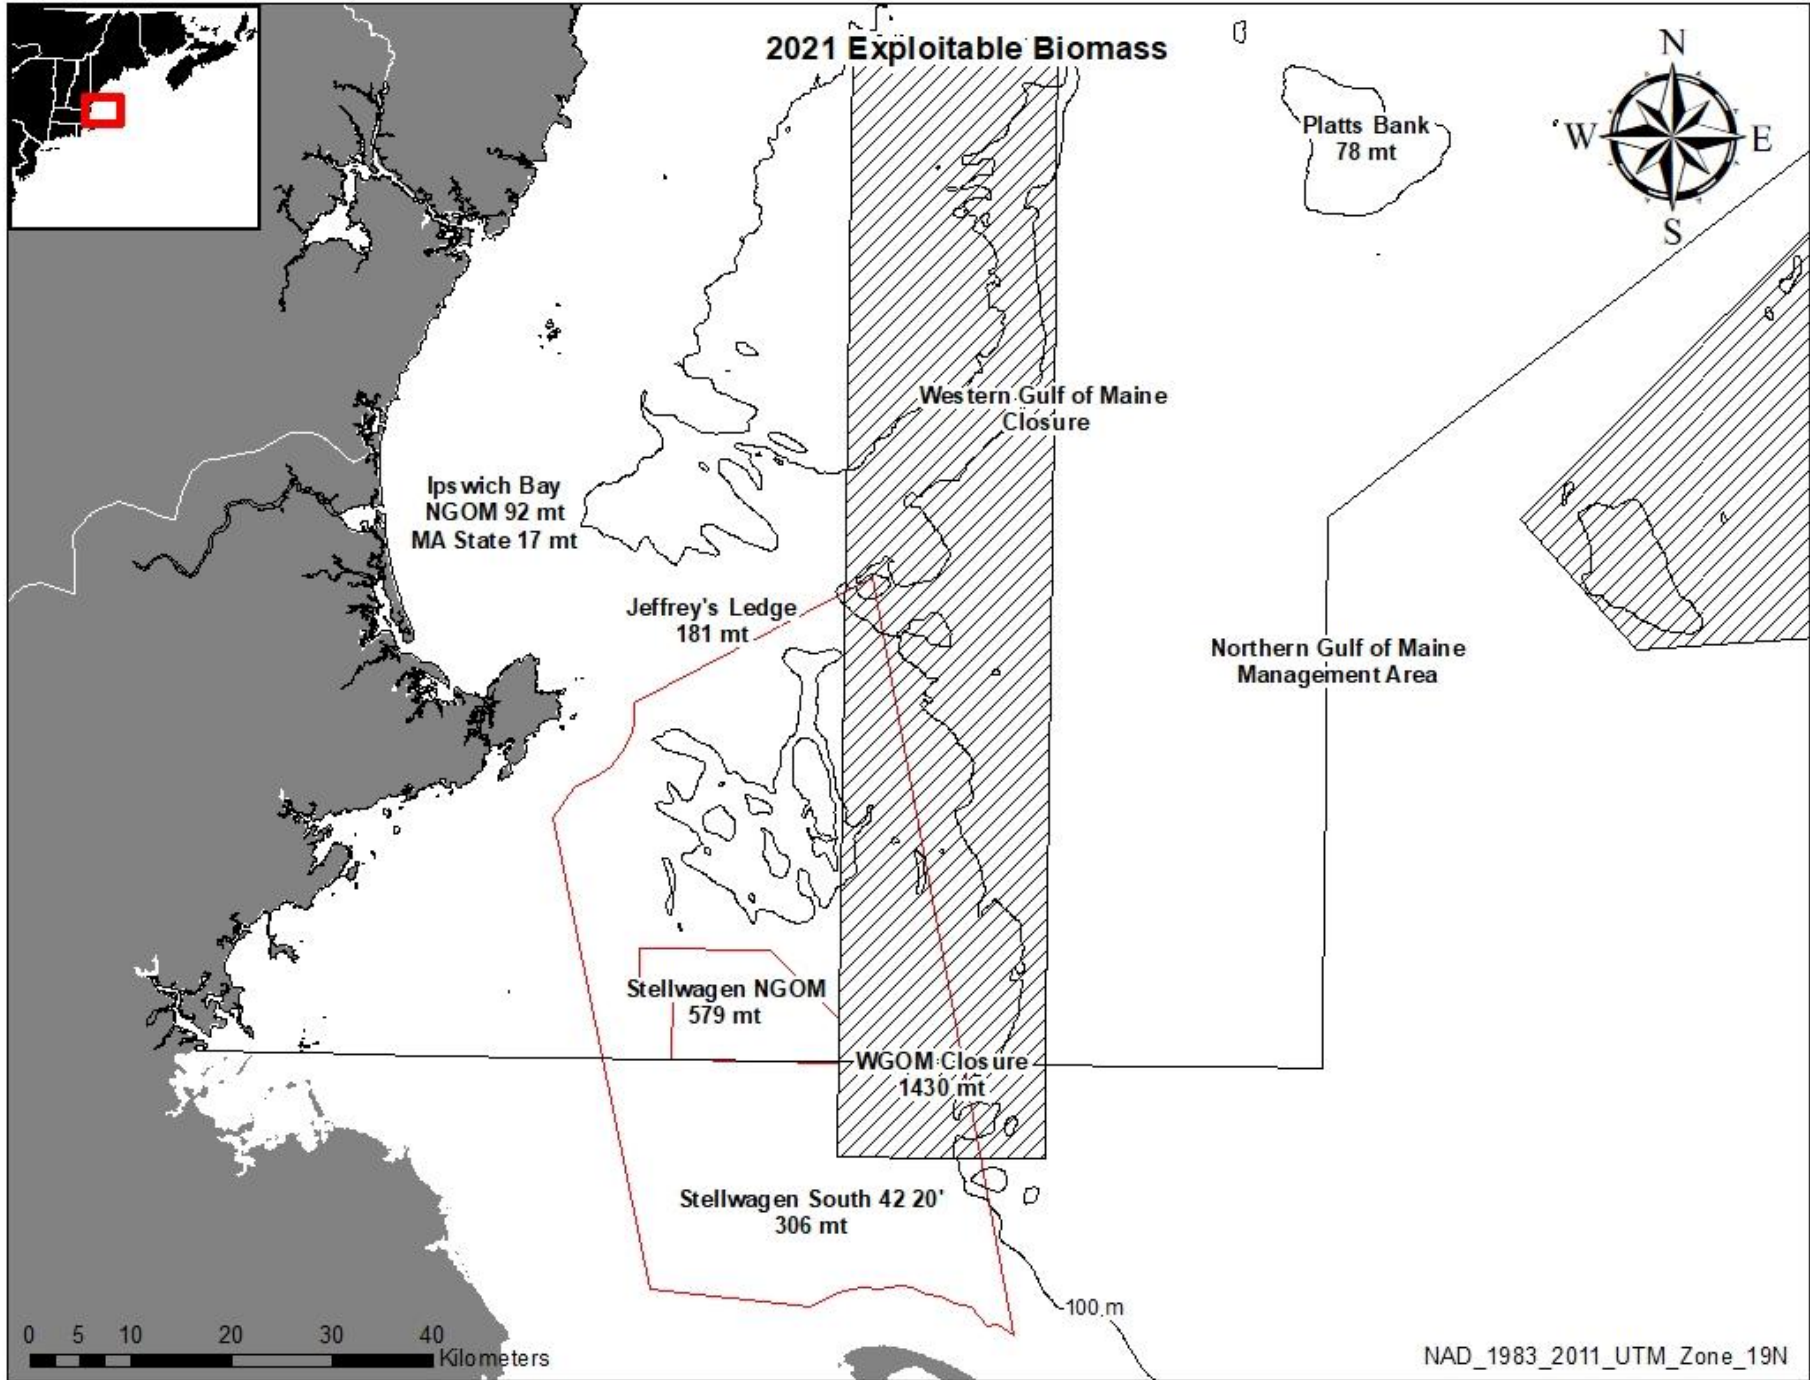 2021 Exploitable Biomass
N
W
E
S
Platts Bank
78 mt
Western Gulf of Maine
Closure
Ipswich Bay
NGOM 92 mt
MA State 17 mt
Jeffrey's Ledge
181 mt
Northern Gulf of Maine
Management Area
Stellwagen NGOM
579 mt
WGOM Closure
1430 mt
Stellwagen South 42 20'
306 mt
100 m
0 5 10 20 30 40
Kilometers
NAD_1983_2011_UTM_Zone_19N